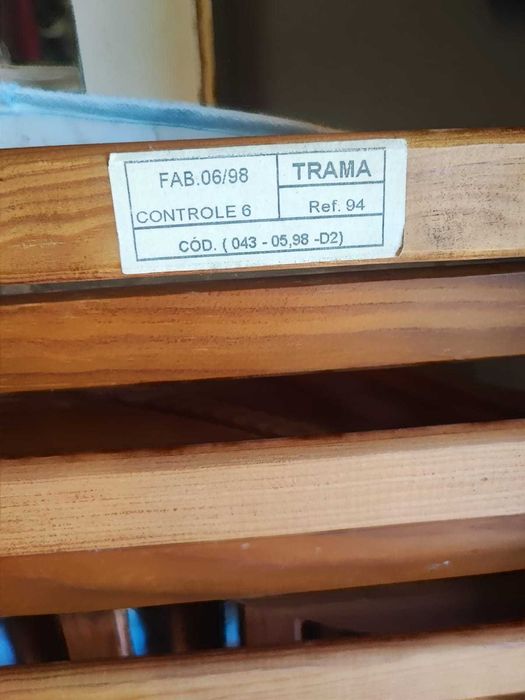 FAB.06/98
TRAMA
CONTROLE 6
Ref. 94
CÓD. ( 043 - 05,98 -D2)